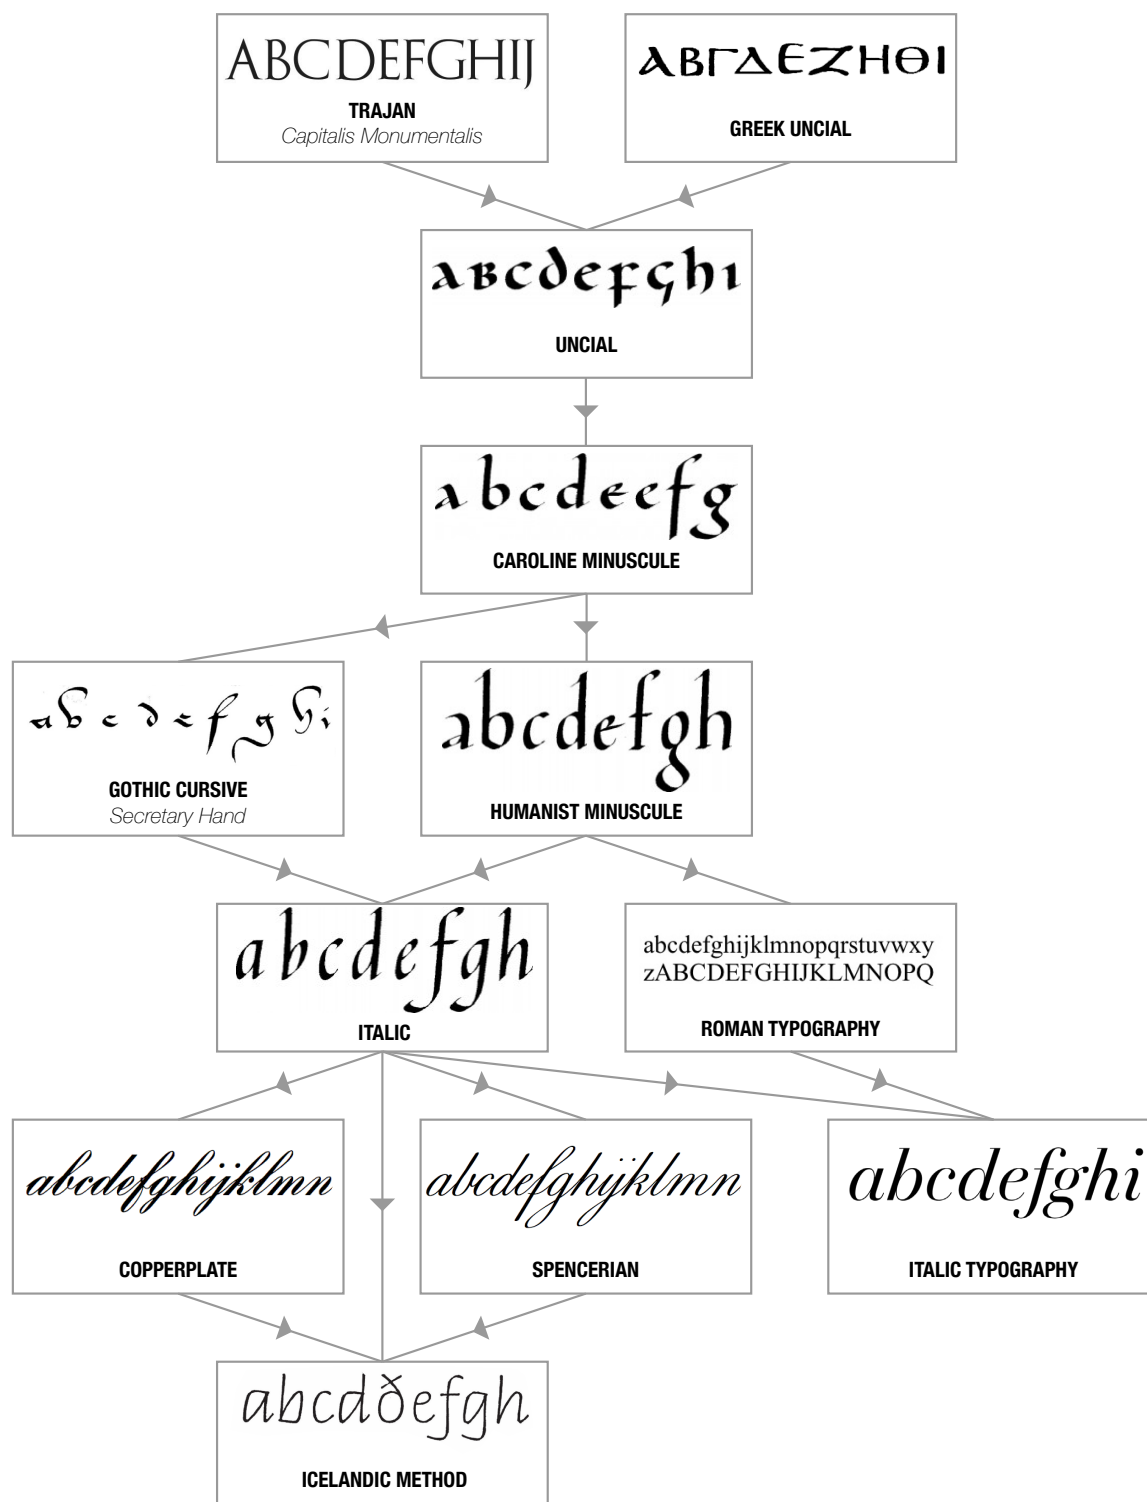 ABCDEFGHIJ
TRAJAN
Capitalis Monumentalis
ΑΒΓΔΕΖΗΘΙ
GREEK UNCIAL
abcdefghı
UNCIAL
abcdeefg
CAROLINE MINUSCULE
abcdefghi
GOTHIC CURSIVE
Secretary Hand
abcdefgh
HUMANIST MINUSCULE
abcdefgh
ITALIC
abcdefghijklmnopqrstuvwxy
zABCDEFGHIJKLMNOPQ
ROMAN TYPOGRAPHY
abcdefghijklmn
COPPERPLATE
abcdefghijklmn
SPENCERIAN
abcdefghi
ITALIC TYPOGRAPHY
abcdðefgh
ICELANDIC METHOD